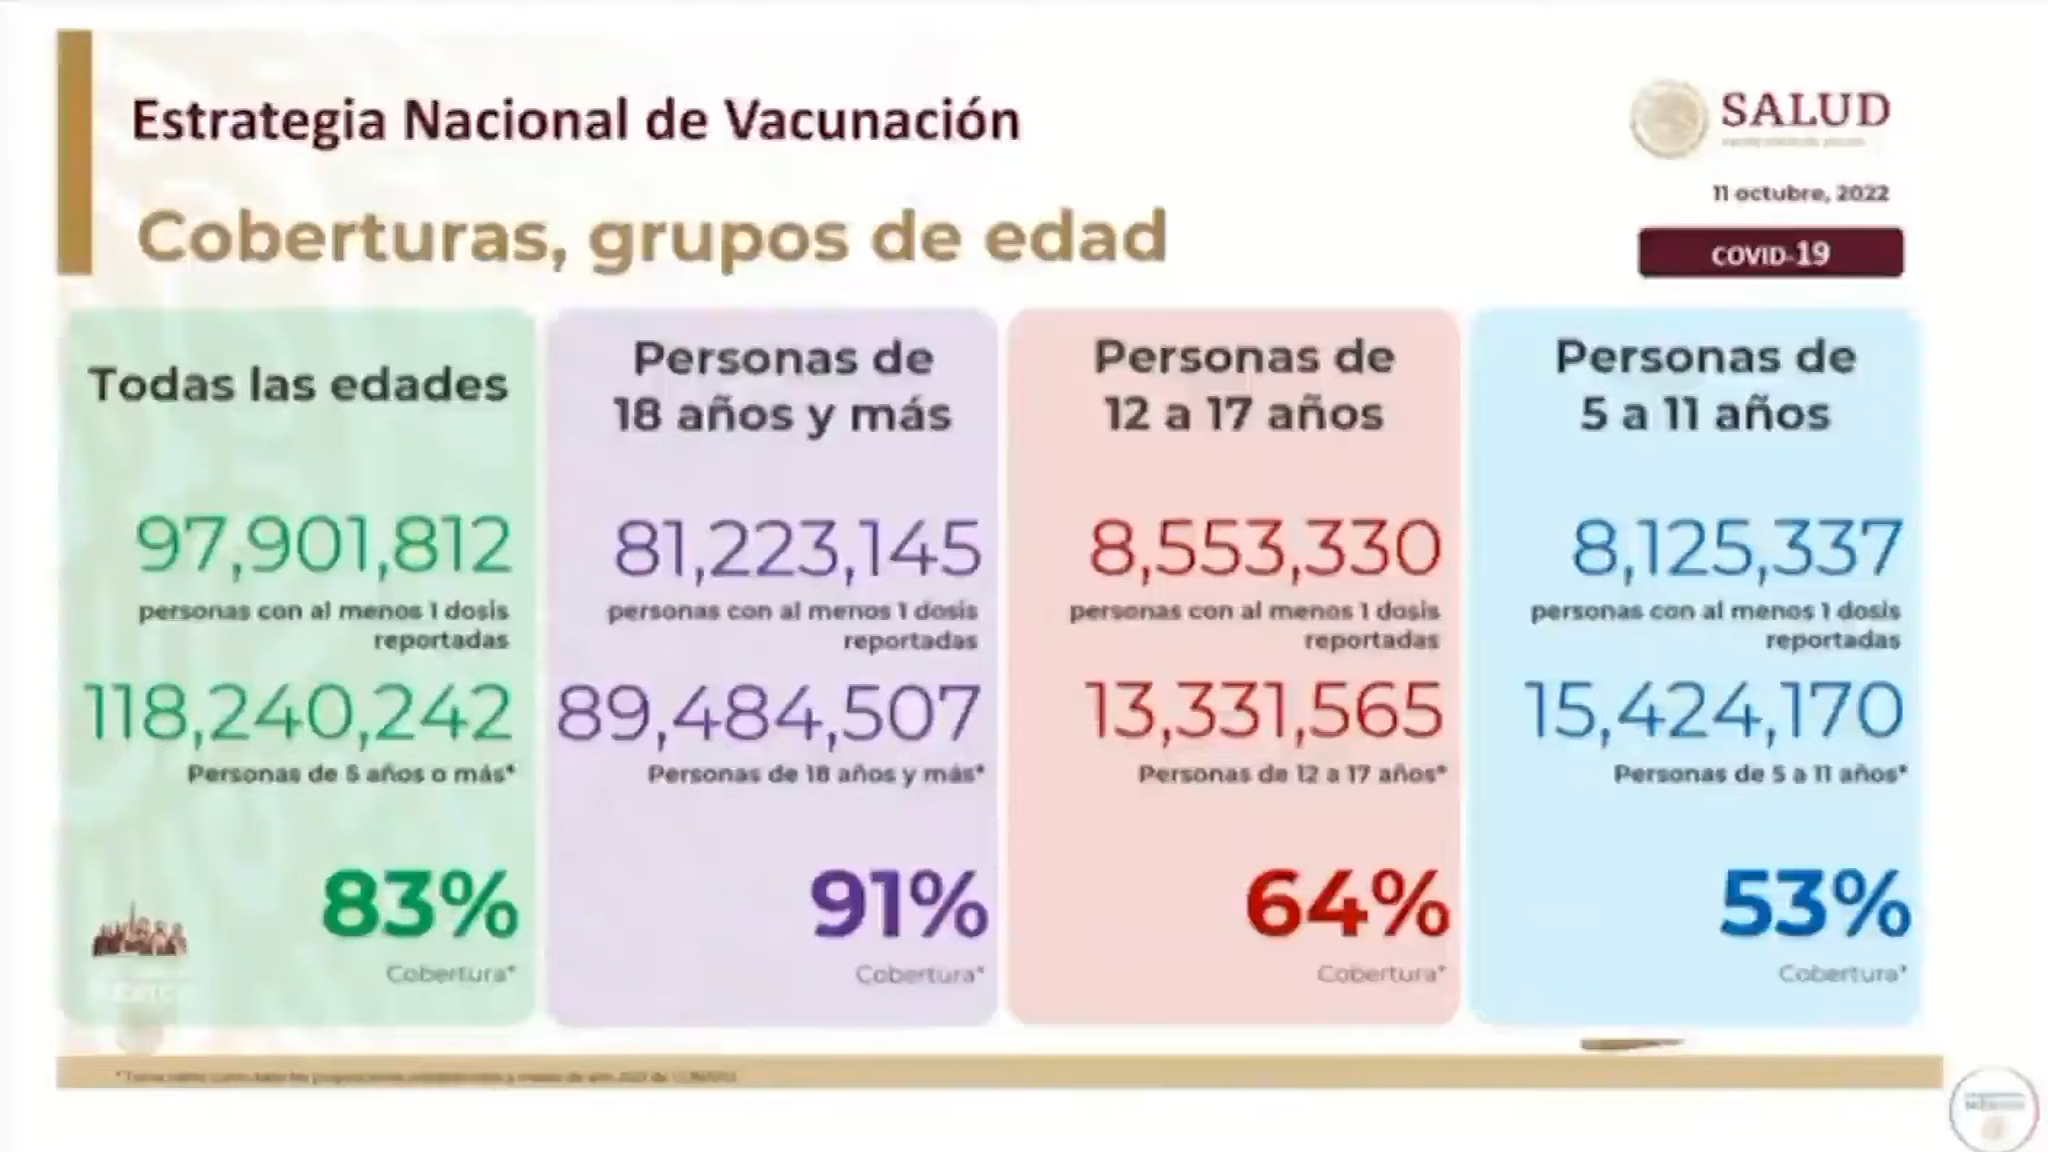 Estrategia Nacional de Vacunación
SALUD
11 octubre, 2022
Coberturas, grupos de edad
COVID-19
Todas las edades
97,901,812
personas con al menos 1 dosis
reportadas
118,240,242
Personas de 5 años o más*
83%
Cobertura*
Personas de
18 años y más
81,223,145
personas con al menos 1 dosis
reportadas
89,484,507
Personas de 18 años y más*
91%
Cobertura*
Personas de
12 a 17 años
8,553,330
personas con al menos 1 dosis
reportadas
13,331,565
Personas de 12 a 17 años*
64%
Cobertura*
Personas de
5 a 11 años
8,125,337
personas con al menos 1 dosis
reportadas
15,424,170
Personas de 5 a 11 años*
53%
Cobertura*